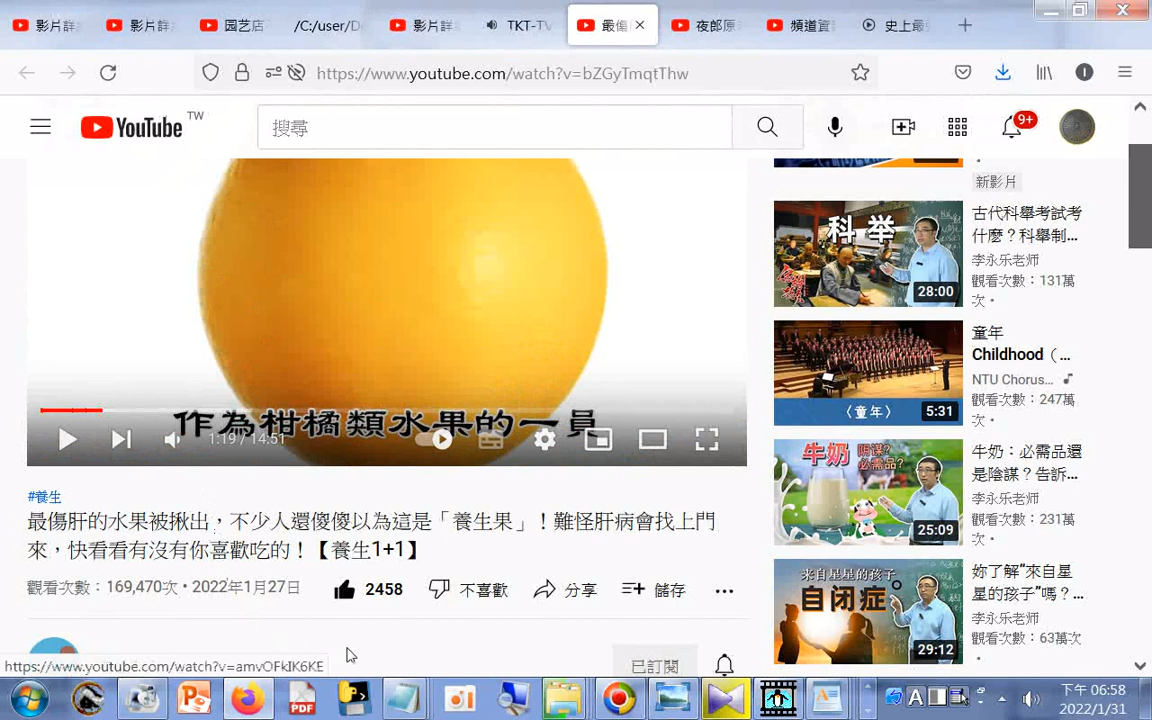 影片詳
影片詳
园艺店
/C:/user/De
影片詳
TKT-TV
最傷
夜郎原
頻道資
史上最
https://www.youtube.com/watch?v=bZGyTmqtThw
YouTube TW
搜尋
9+
作為柑橘類水果的一員
1:19 / 14:51
#養生
最傷肝的水果被揪出，不少人還傻傻以為這是「養生果」！難怪肝病會找上門
來，快看看有沒有你喜歡吃的！【養生1+1】
觀看次數：169,470次 • 2022年1月27日
2458
不喜歡
分享
儲存
已訂閱
新影片
科举
28:00
古代科舉考試考
什麽？科舉制...
李永乐老师
觀看次數：131萬
次 •
〈童年〉
5:31
童年
Childhood（...
NTU Chorus...
觀看次數：247萬
次 •
牛奶 阴谋？
必需品？
25:09
牛奶：必需品還
是陰謀？告訴...
李永乐老师
觀看次數：231萬
次 •
来自星星的孩子
自闭症
29:12
妳了解“來自星
星的孩子”嗎？...
李永乐老师
觀看次數：63萬次
•
https://www.youtube.com/watch?v=amvOFkIK6KE
PDF
A
下午 06:58
2022/1/31